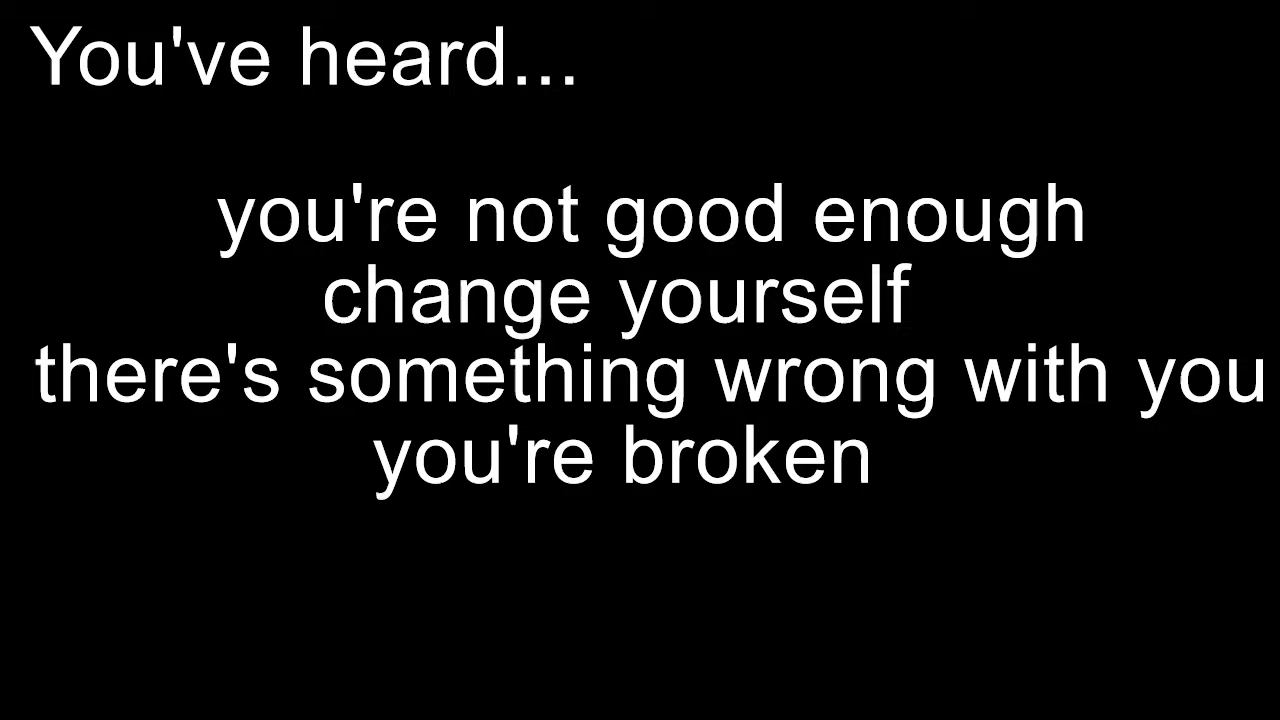 You've heard...
you're not good enough
change yourself
there's something wrong with you
you're broken